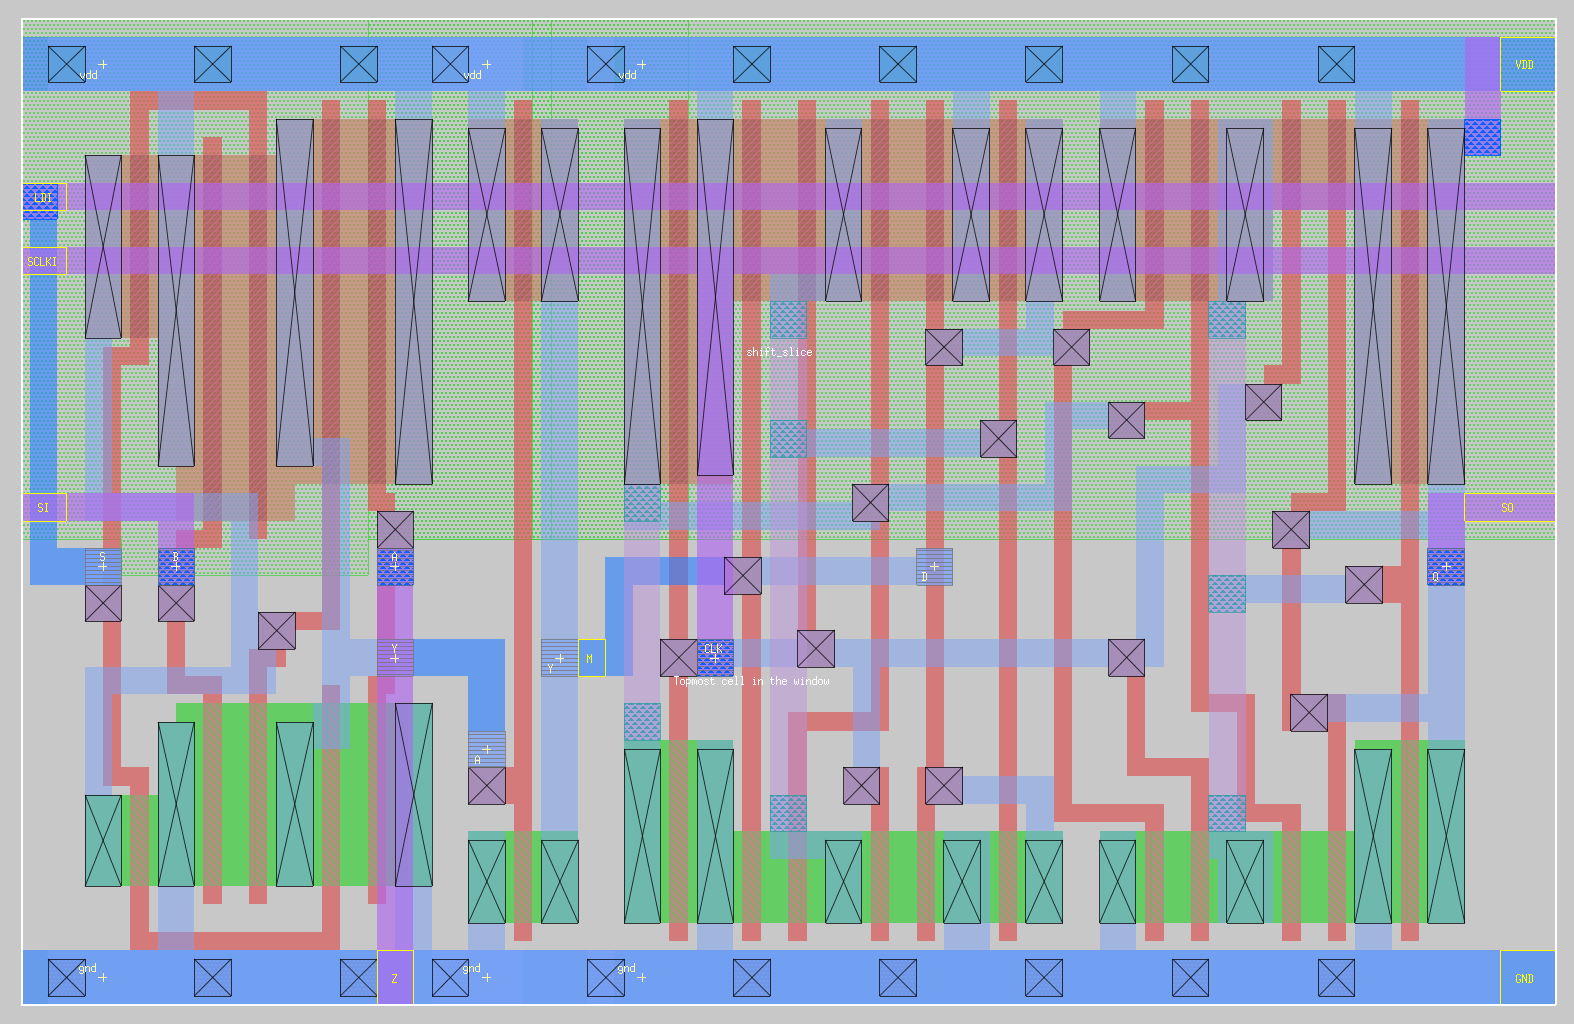 vdd
vdd
vdd
VDD
LDI
SCLKI
shift_slice
SI
SO
S
B
A
D
Q
Y
Y
M
CLK
Topmost cell in the window
A
gnd
gnd
gnd
Z
GND